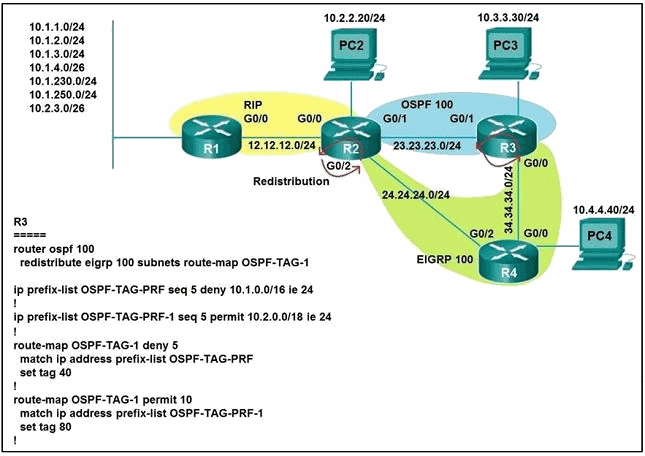 10.1.1.0/24
10.1.2.0/24
10.1.3.0/24
10.1.4.0/26
10.1.230.0/24
10.1.250.0/24
10.2.3.0/26
10.2.2.20/24
PC2
10.3.3.30/24
PC3
RIP
G0/0
G0/0
R1
12.12.12.0/24
R2
G0/2
Redistribution
OSPF 100
G0/1
G0/1
23.23.23.0/24
R3
G0/0
24.24.24.0/24
34.34.34.0/24
10.4.4.40/24
G0/2
G0/0
PC4
EIGRP 100
R4
R3
=====
router ospf 100
redistribute eigrp 100 subnets route-map OSPF-TAG-1
ip prefix-list OSPF-TAG-PRF seq 5 deny 10.1.0.0/16 ie 24
!
ip prefix-list OSPF-TAG-PRF-1 seq 5 permit 10.2.0.0/18 ie 24
!
route-map OSPF-TAG-1 deny 5
match ip address prefix-list OSPF-TAG-PRF
set tag 40
!
route-map OSPF-TAG-1 permit 10
match ip address prefix-list OSPF-TAG-PRF-1
set tag 80
!